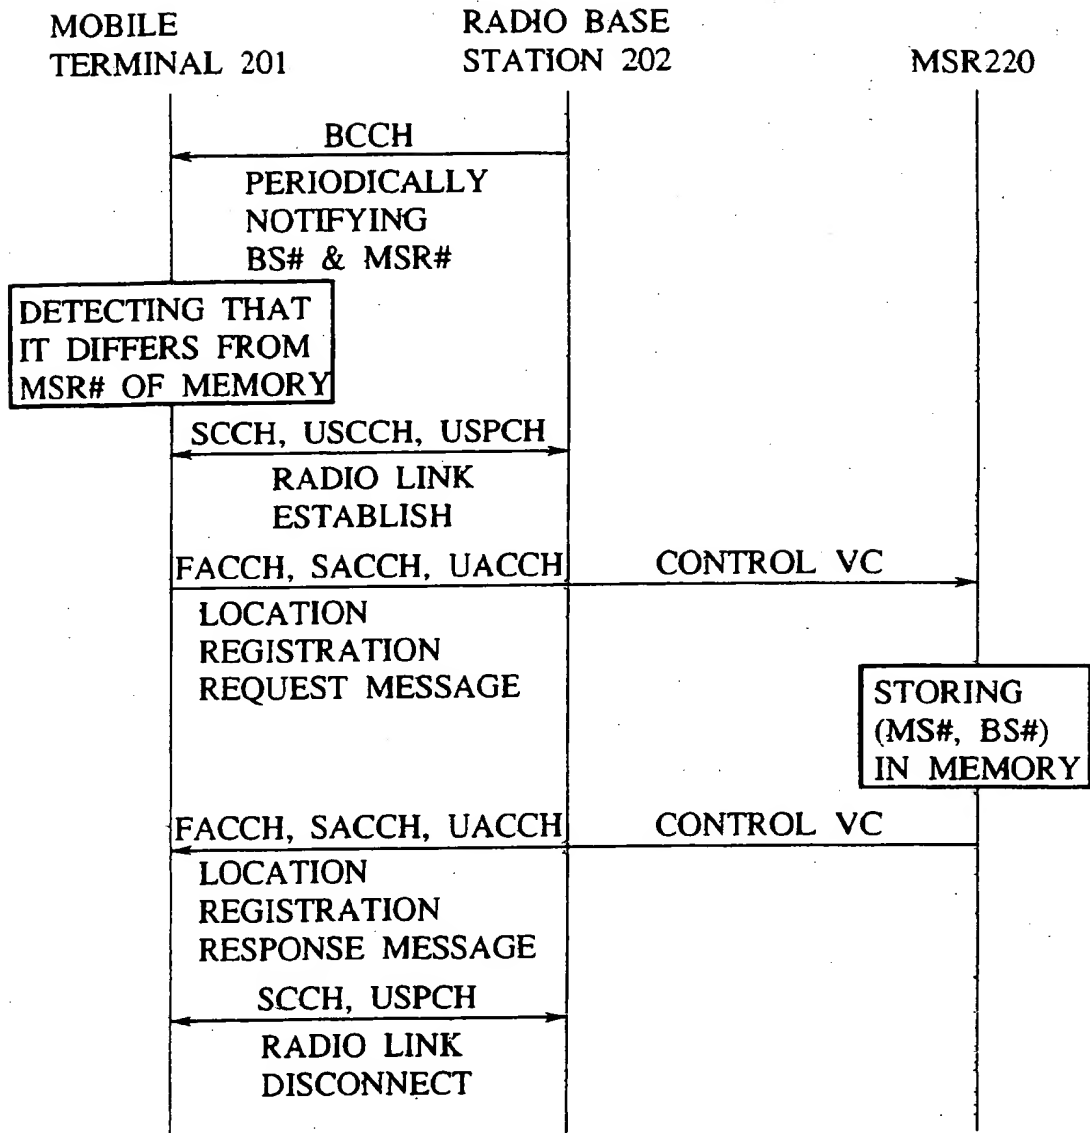 MOBILE
TERMINAL 201
RADIO BASE
STATION 202
MSR220
BCCH
PERIODICALLY
NOTIFYING
BS# & MSR#
DETECTING THAT
IT DIFFERS FROM
MSR# OF MEMORY
SCCH, USCCH, USPCH
RADIO LINK
ESTABLISH
FACCH, SACCH, UACCH
CONTROL VC
LOCATION
REGISTRATION
REQUEST MESSAGE
STORING
(MS#, BS#)
IN MEMORY
FACCH, SACCH, UACCH
CONTROL VC
LOCATION
REGISTRATION
RESPONSE MESSAGE
SCCH, USPCH
RADIO LINK
DISCONNECT